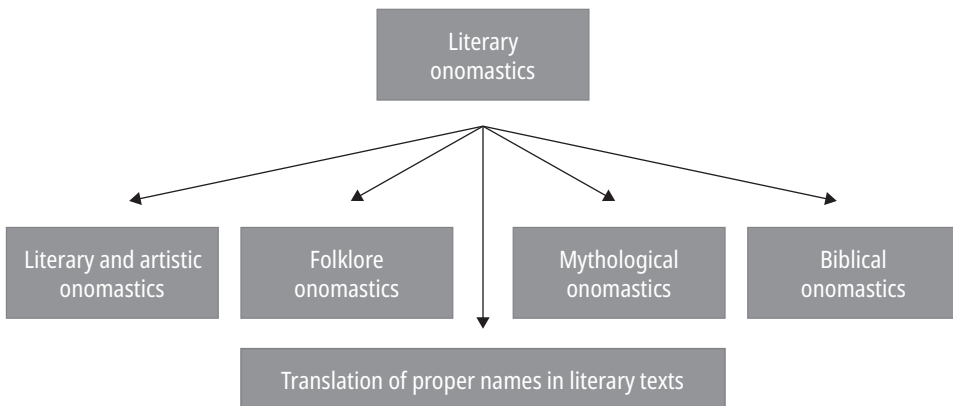 Literary
onomastics
Literary and artistic
onomastics
Folklore
onomastics
Mythological
onomastics
Biblical
onomastics
Translation of proper names in literary texts